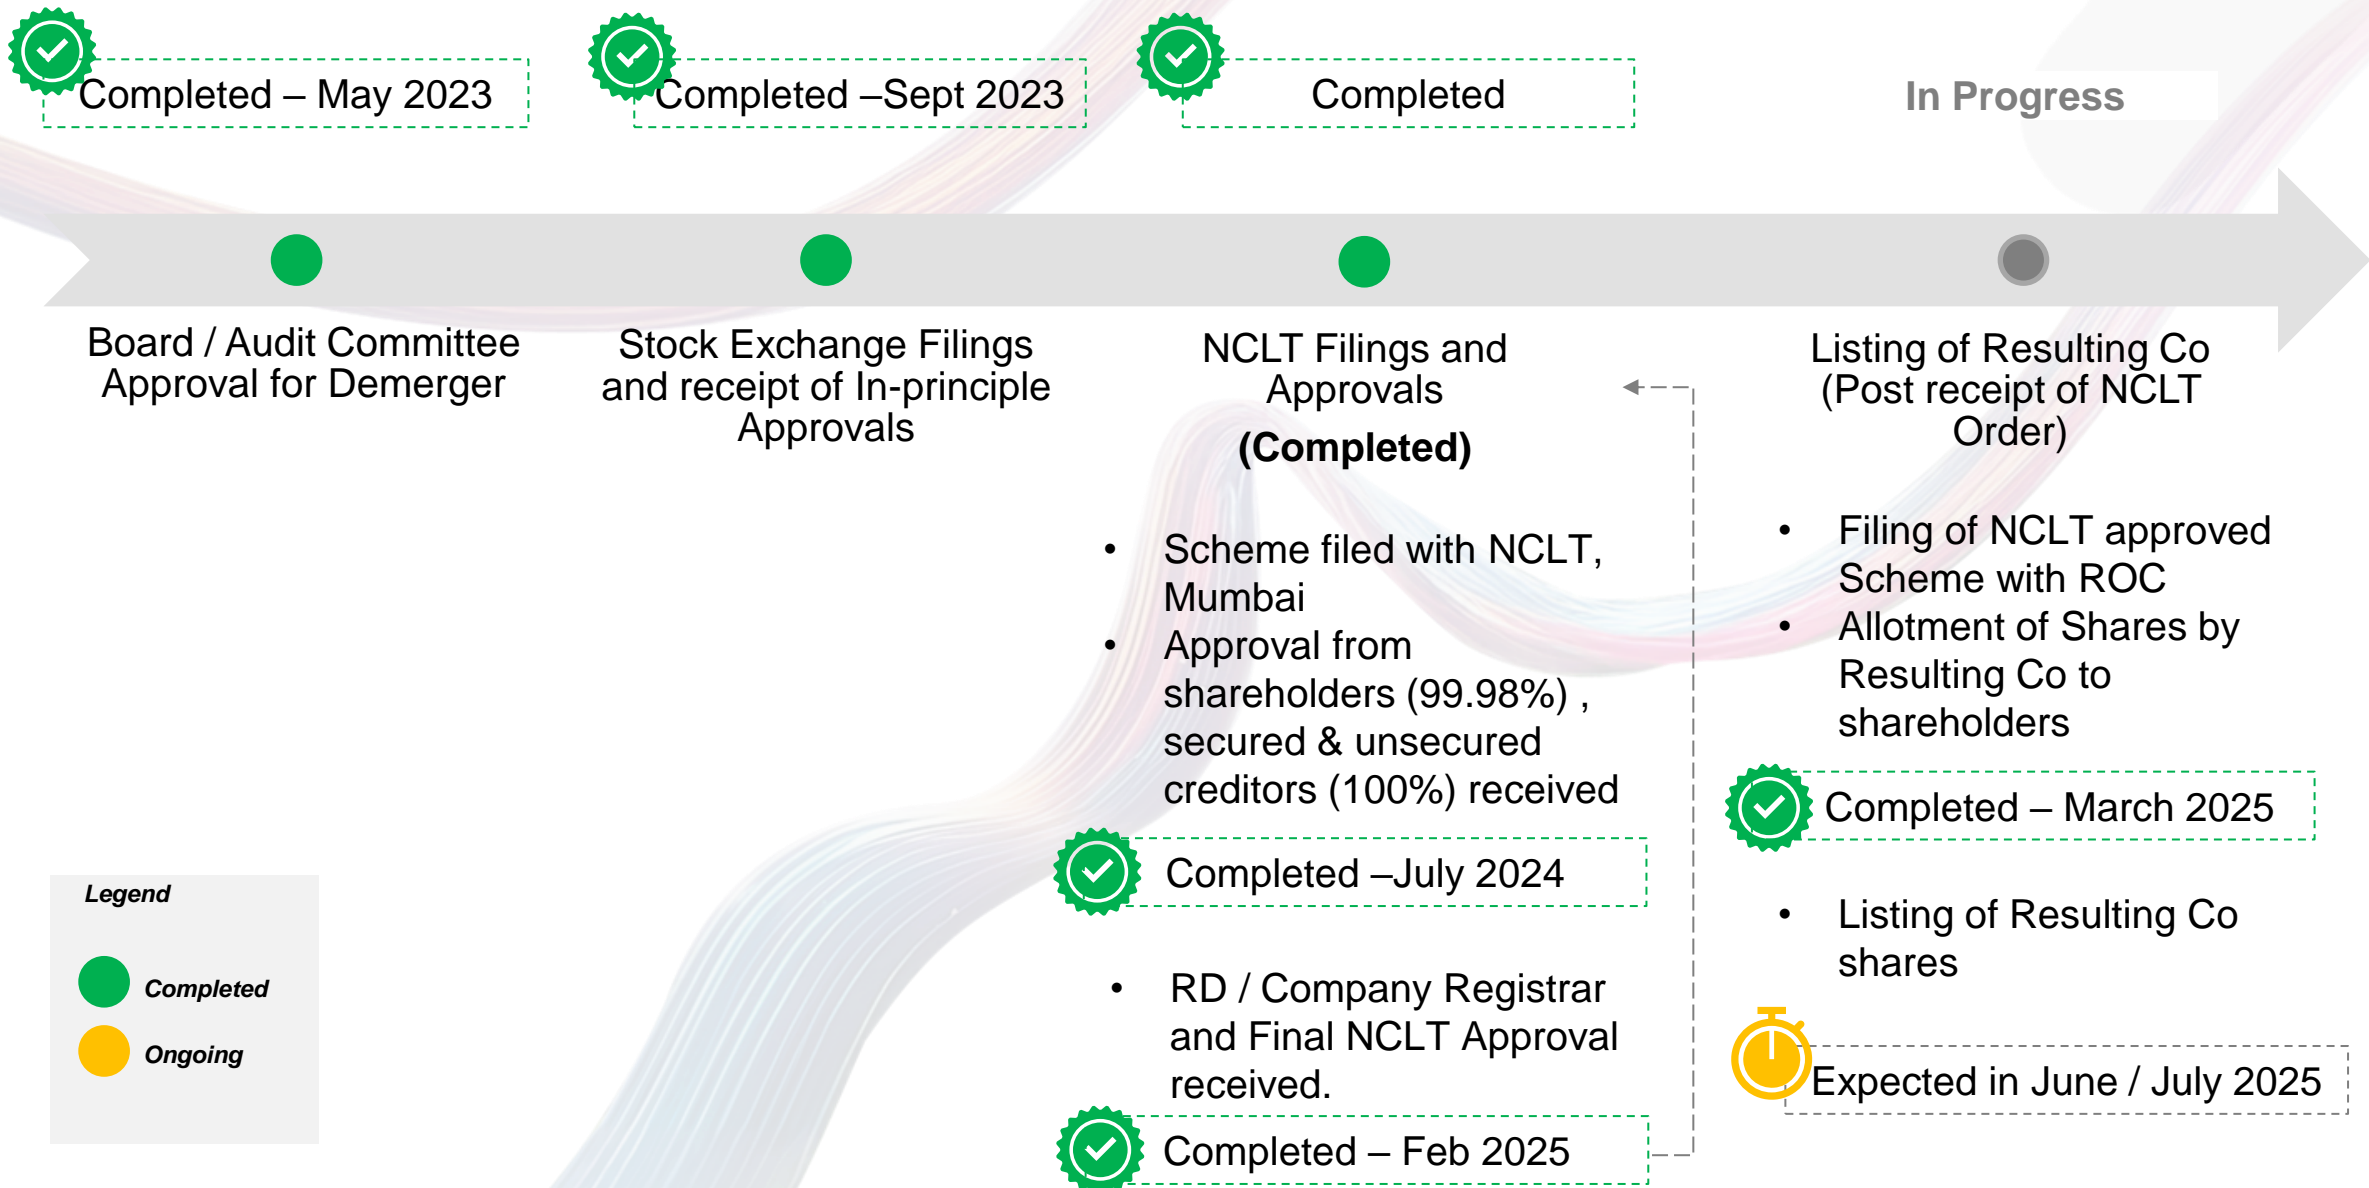 Completed – May 2023
Completed –Sept 2023
Completed
In Progress
Board / Audit Committee
Approval for Demerger
Stock Exchange Filings
and receipt of In-principle
Approvals
NCLT Filings and
Approvals
(Completed)
• Scheme filed with NCLT,
Mumbai
• Approval from
shareholders (99.98%) ,
secured & unsecured
creditors (100%) received
Completed –July 2024
• RD / Company Registrar
and Final NCLT Approval
received.
Completed – Feb 2025
Listing of Resulting Co
(Post receipt of NCLT
Order)
• Filing of NCLT approved
Scheme with ROC
• Allotment of Shares by
Resulting Co to
shareholders
Completed – March 2025
• Listing of Resulting Co
shares
Expected in June / July 2025
Legend
Completed
Ongoing